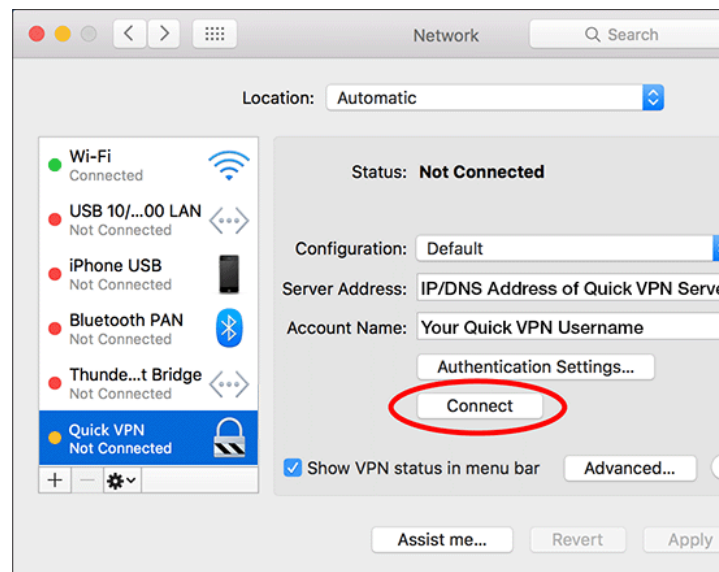 Network
Search
Location: Automatic
Wi-Fi
Connected
USB 10/...00 LAN
Not Connected
iPhone USB
Not Connected
Bluetooth PAN
Not Connected
Thunde...t Bridge
Not Connected
Quick VPN
Not Connected
Status: Not Connected
Configuration: Default
Server Address: IP/DNS Address of Quick VPN Serve
Account Name: Your Quick VPN Username
Authentication Settings...
Connect
Show VPN status in menu bar
Advanced...
Assist me...
Revert
Apply